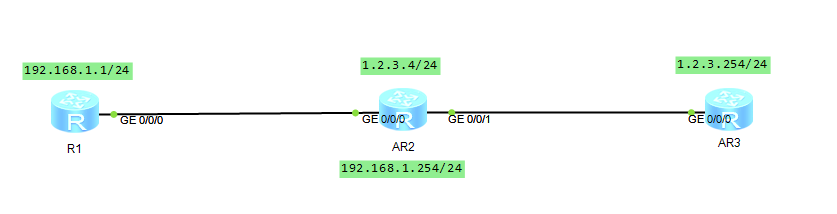 192.168.1.1/24
1.2.3.4/24
1.2.3.254/24
R
GE 0/0/0
GE 0/0/0
R
GE 0/0/1
GE 0/0/0
R
R1
AR2
AR3
192.168.1.254/24